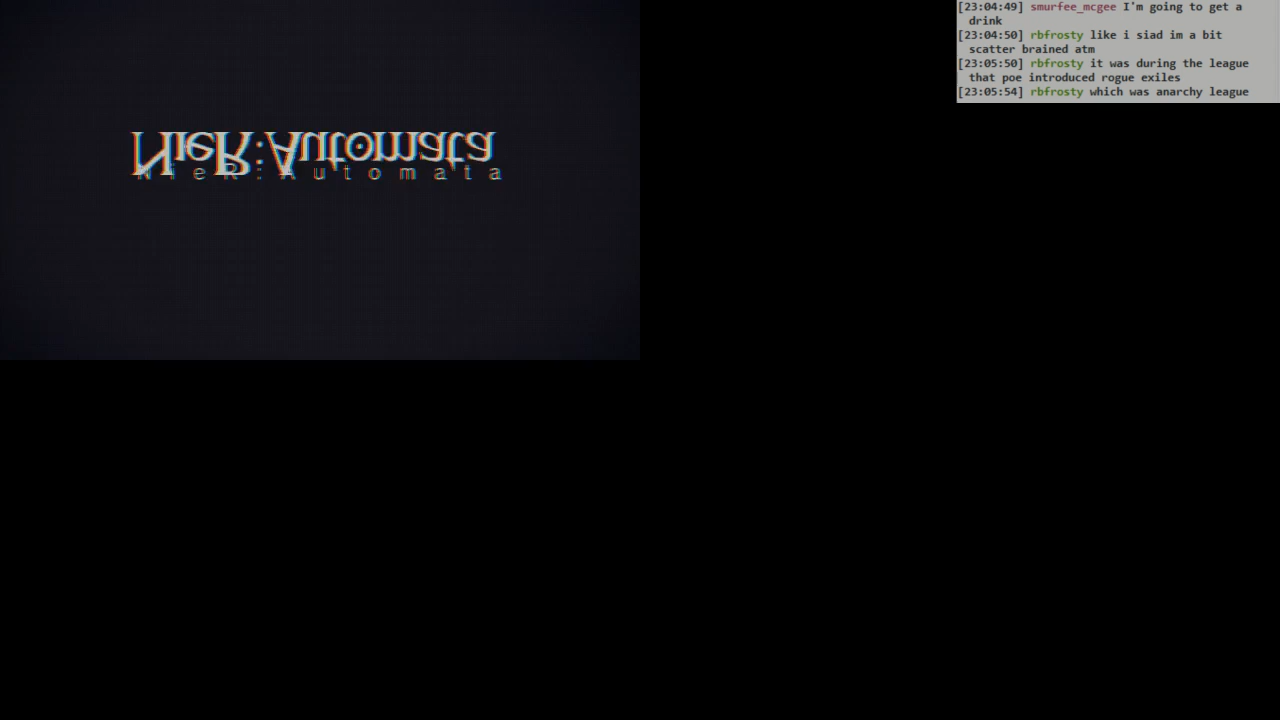 NieR:Automata
NieR:Automata
[23:04:49] smurfee_mcgee I'm going to get a
drink
[23:04:50] rbfrosty like i siad im a bit
scatter brained atm
[23:05:50] rbfrosty it was during the league
that poe introduced rogue exiles
[23:05:54] rbfrosty which was anarchy league